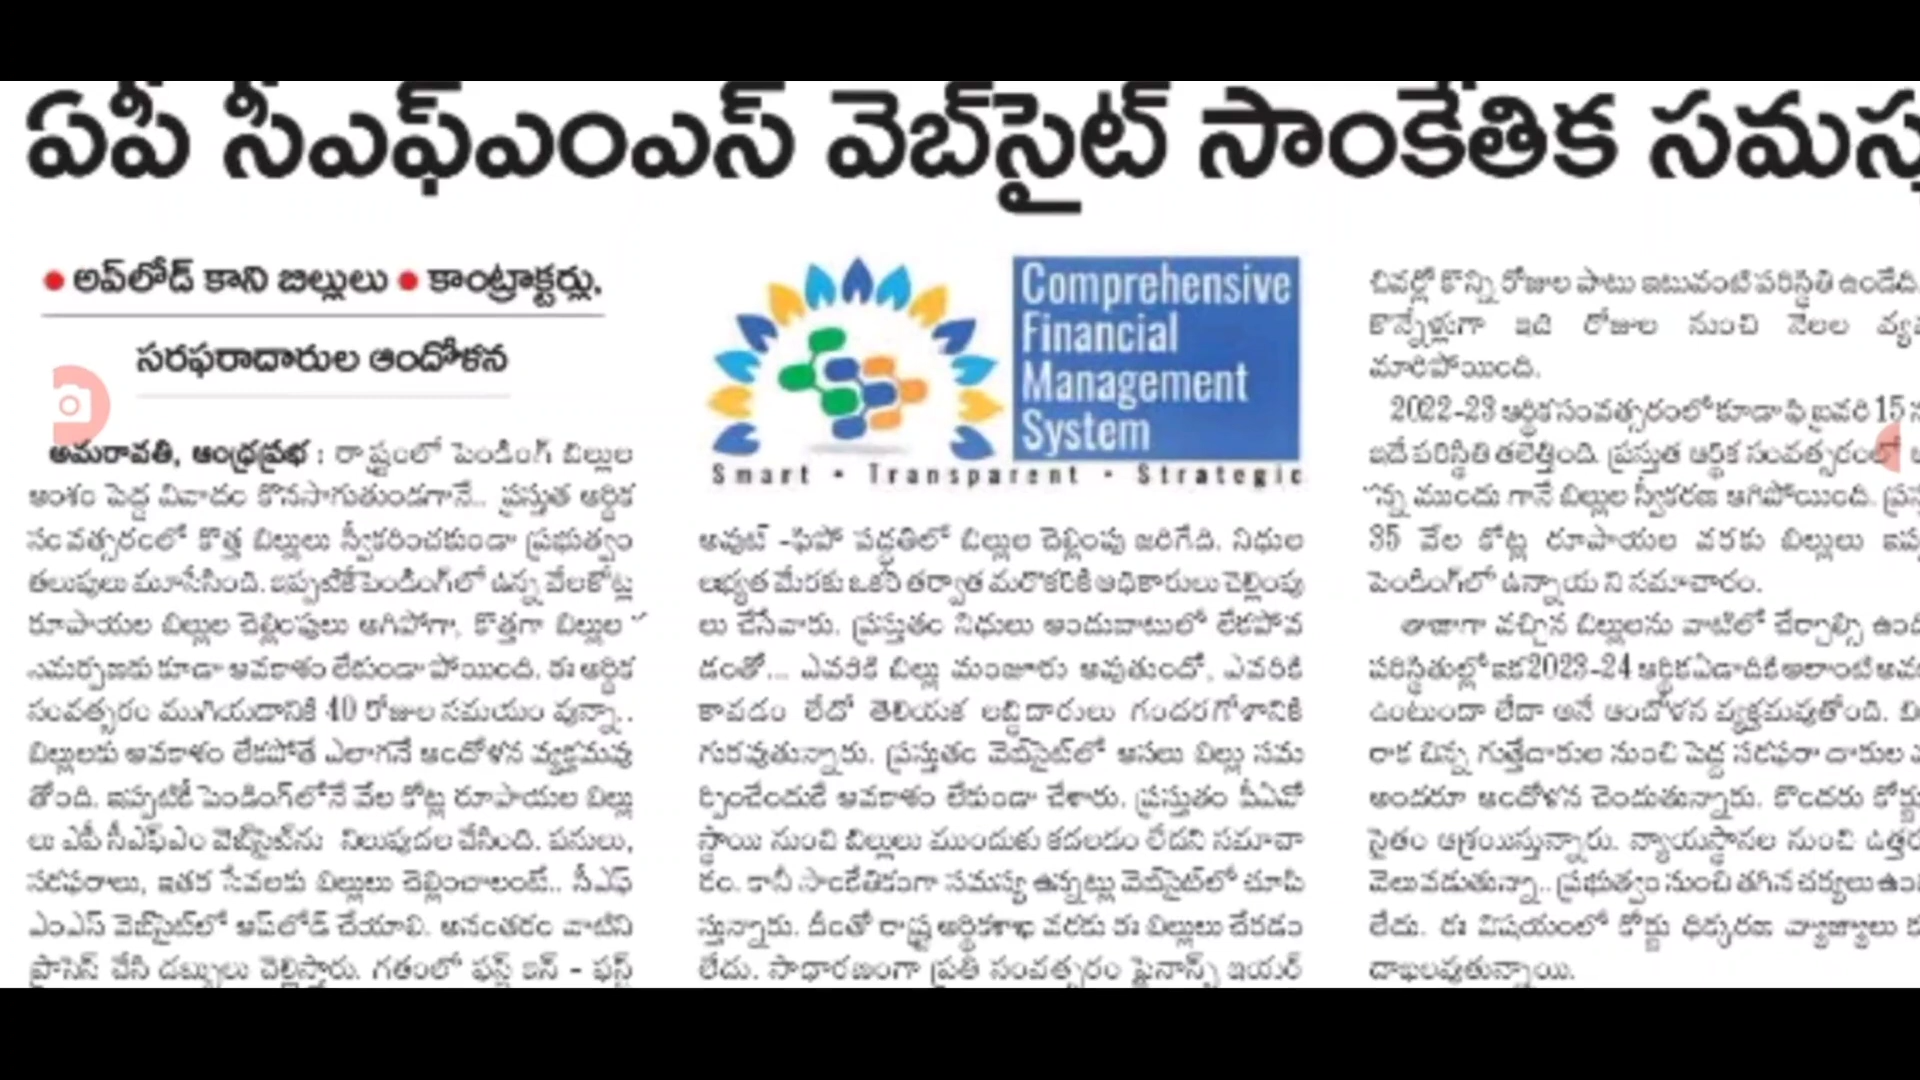 ఏపీ సీఎఫ్ఎంఎస్ వెబ్‌సైట్ సాంకేతిక
● అప్‌లోడ్ కాని బిల్లులు ● కాంట్రాక్టర్లు,
సరఫరాదారుల ఆందోళన
అమరావతి, ఆంధ్రప్రభ : రాష్ట్రంలో పెండింగ్ బిల్లుల
అంశం పెద్ద వివాదం కొనసాగుతుండగానే.. ప్రస్తుత ఆర్థిక
సంవత్సరంలో కొత్త బిల్లులు స్వీకరించకుండా ప్రభుత్వం
తలుపులు మూసేసింది. ఇప్పటికే పెండింగ్‌లో ఉన్న వేలకోట్ల
రూపాయల బిల్లుల చెల్లింపులు ఆగిపోగా, కొత్తగా బిల్లుల
సమర్పణకు కూడా అవకాశం లేకుండా పోయింది. ఈ ఆర్థిక
సంవత్సరం ముగియడానికి 40 రోజుల సమయం వున్నా..
బిల్లులకు అవకాశం లేకపోతే ఎలాగనే ఆందోళన వ్యక్తమవు
తోంది. ఇప్పటికే పెండింగ్‌లోనే వేల కోట్ల రూపాయల బిల్లు
లు ఏపీ సీఎఫ్ఎం వెబ్‌సైట్‌ను నిలుపుదల చేసింది. పనులు,
సరఫరాలు, ఇతర సేవలకు బిల్లులు చెల్లించాలంటే.. సీఎఫ్
ఎంఎస్ వెబ్‌సైట్‌లో అప్‌లోడ్ చేయాలి. అనంతరం వాటిని
ప్రాసెస్ చేసి డబ్బులు చెల్లిస్తారు. గతంలో ఫస్ట్ ఇన్ - ఫస్ట్
Comprehensive
Financial
Management
System
Smart • Transparent • Strategic
అవుట్ -ఫిఫో పద్ధతిలో బిల్లుల చెల్లింపు జరిగేది. నిధుల
లభ్యత మేరకు ఒకరి తర్వాత మరొకరికి అధికారులు చెల్లింపు
లు చేసేవారు. ప్రస్తుతం నిధులు అందుబాటులో లేకపోవ
డంతో... ఎవరికి బిల్లు మంజూరు అవుతుందో, ఎవరికి
కావడం లేదో తెలియక లబ్ధిదారులు గందరగోళానికి
గురవుతున్నారు. ప్రస్తుతం వెబ్‌సైట్‌లో అసలు బిల్లు సమ
ర్పించేందుకే అవకాశం లేకుండా చేశారు. ప్రస్తుతం పీఏవో
స్థాయి నుంచి బిల్లులు ముందుకు కదలడం లేదని సమాచా
రం. కానీ సాంకేతికంగా సమస్య ఉన్నట్లు వెబ్‌సైట్‌లో చూపి
స్తున్నారు. దీంతో రాష్ట్ర ఆర్థికశాఖ వరకు ఈ బిల్లులు చేరడం
లేదు. సాధారణంగా ప్రతి సంవత్సరం ఫైనాన్స్ ఇయర్
చివర్లో కొన్ని రోజుల పాటు ఇటువంటి పరిస్థితి ఉండేది.
కొన్నేళ్లుగా ఇది రోజుల నుంచి నెలల
మారిపోయింది.
2022-23 ఆర్థికసంవత్సరంలో కూడా ఫిబ్రవరి 15
ఇదే పరిస్థితి తలెత్తింది. ప్రస్తుత ఆర్థిక సంవత్సరంలో
న్న ముందు గానే బిల్లుల స్వీకరణ ఆగిపోయింది.
35 వేల కోట్ల రూపాయల వరకు బిల్లులు
పెండింగ్‌లో ఉన్నాయ ని సమాచారం.
తాజాగా వచ్చిన బిల్లులను వాటిలో చేర్చాల్సి
పరిస్థితుల్లో ఇక 2023-24 ఆర్థిక ఏడాదికి అలాంటి
ఉంటుందా లేదా అనే ఆందోళన వ్యక్తమవుతోంది.
రాక చిన్న గుత్తేదారుల నుంచి పెద్ద సరఫరా దారుల
అందరూ ఆందోళన చెందుతున్నారు. కొందరు
సైతం ఆశ్రయిస్తున్నారు. న్యాయస్థానల నుంచి
వెలువడుతున్నా.. ప్రభుత్వం నుంచి తగిన చర్యలు
లేదు. ఈ విషయంలో కోర్టు ధిక్కరణ వ్యాజ్యాలు
దాఖలవుతున్నాయి.